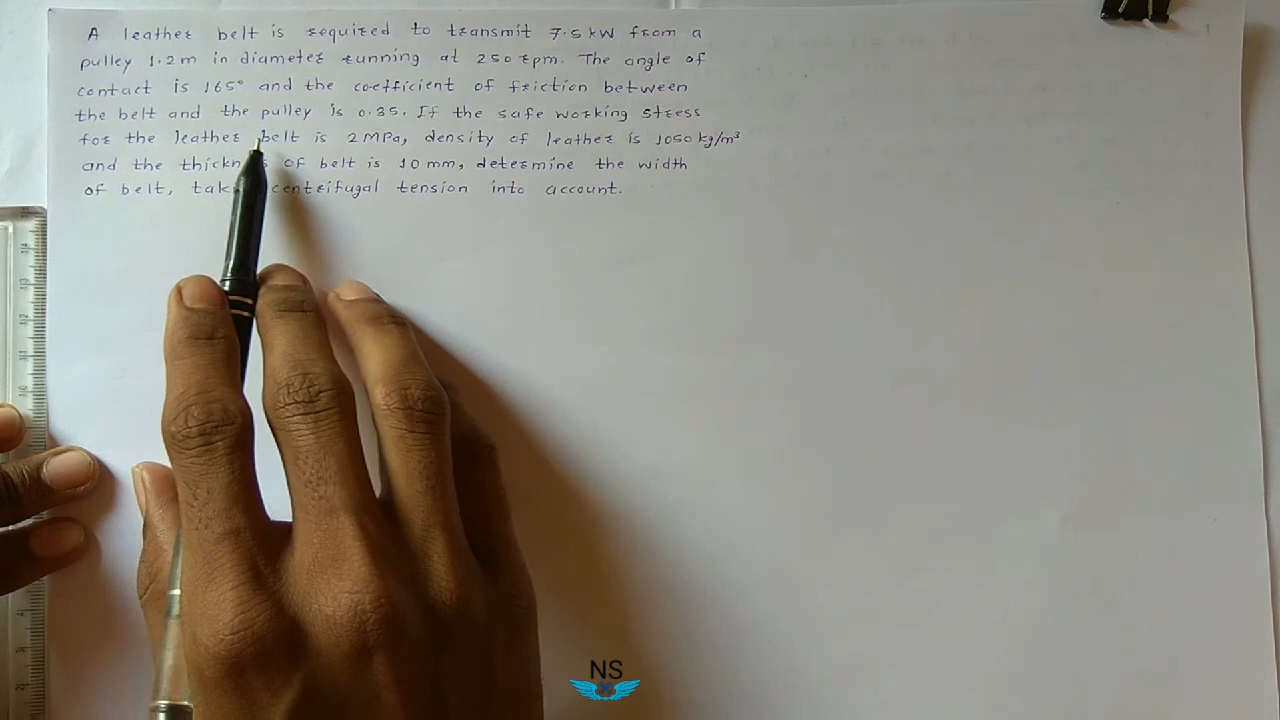 A leather belt is required to transmit 7.5 kW from a
pulley 1.2 m in diameter running at 250 rpm. The angle of
contact is 165° and the coefficient of friction between
the belt and the pulley is 0.35. If the safe working stress
for the leather belt is 2 MPa, density of leather is 1050 kg/m³
and the of belt is 10 mm, determine the width
of belt, centrifugal tension into account.
NS